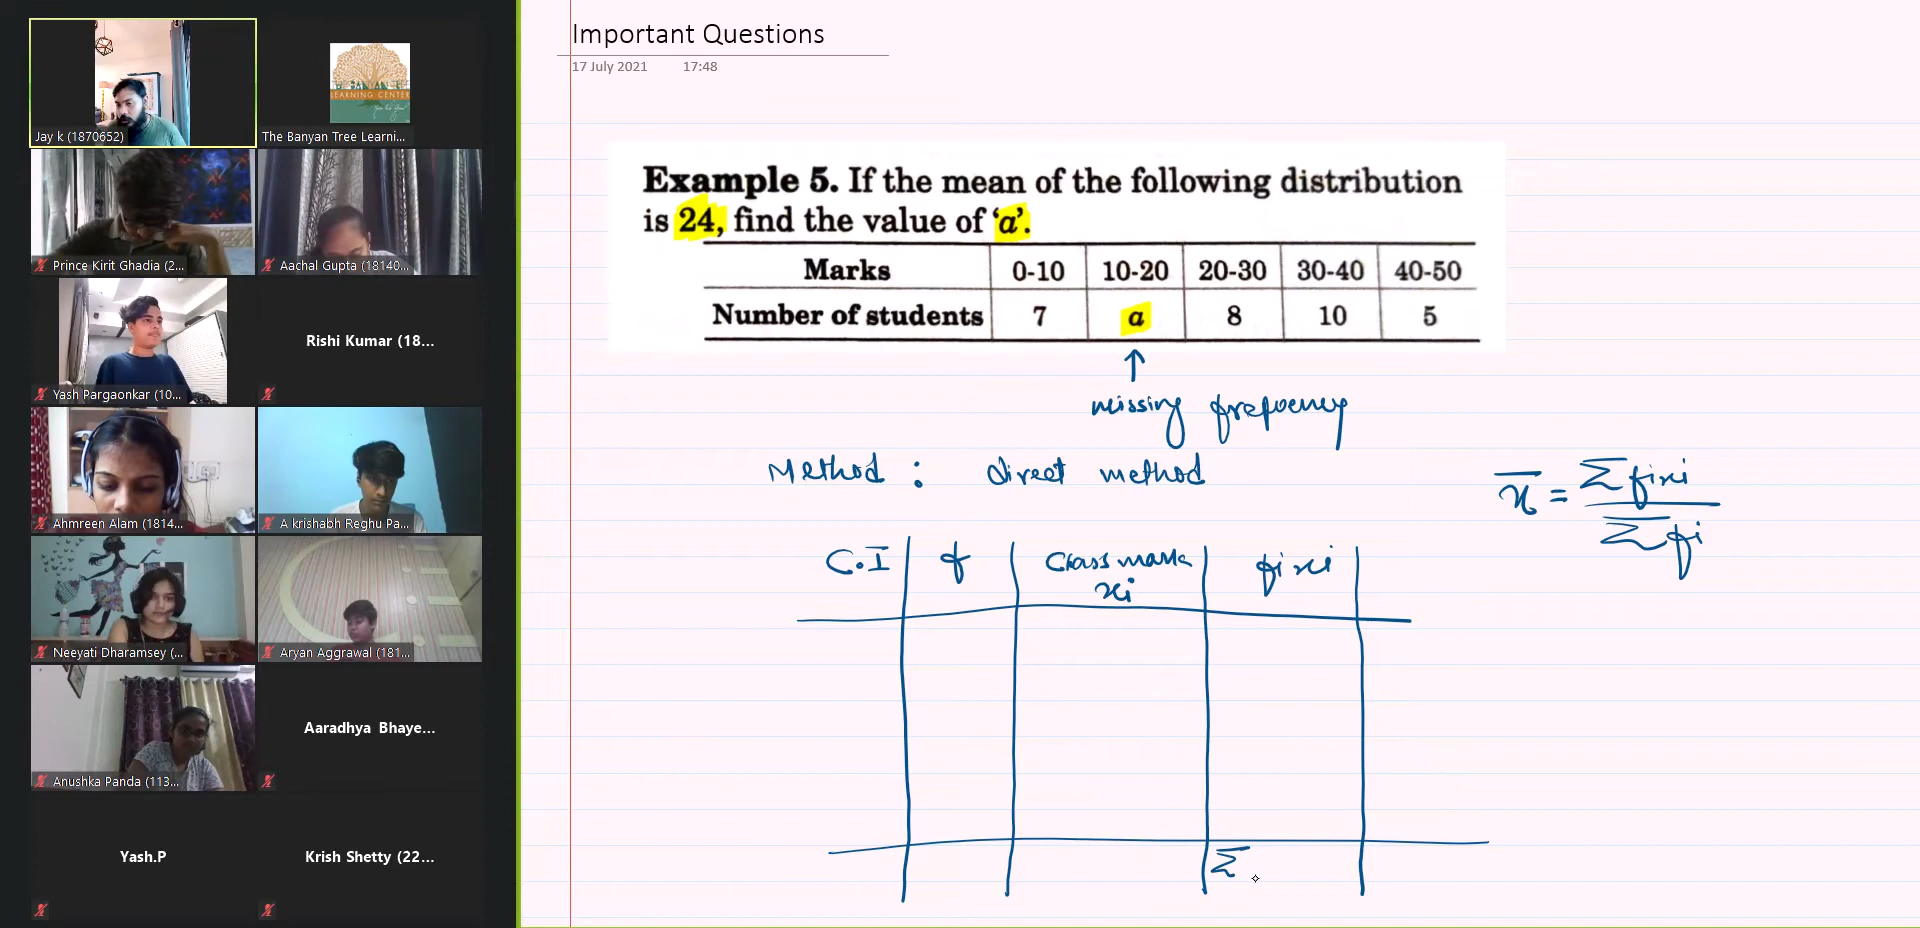 Jay k (1870652)
LEARNING CENTER
The Banyan Tree Learni...
Prince Kirit Ghadia (2...
Aachal Gupta (18140...
Yash Pargaonkar (10...
Rishi Kumar (18...
Ahmreen Alam (1814...
A krishabh Reghu Pa...
Neeyati Dharamsey (...
Aryan Aggrawal (181...
Anushka Panda (113...
Aaradhya Bhaye...
Yash.P
Krish Shetty (22...
Important Questions
17 July 2021 17:48
Example 5. If the mean of the following distribution
is 24, find the value of 'a'.
Marks 0-10 10-20 20-30 30-40 40-50
Number of students 7 a 8 10 5
↑
missing frequency
Method : direct method
x̄ = Σfixi / Σfi
C.I f Class mark fixi
xi
Σ